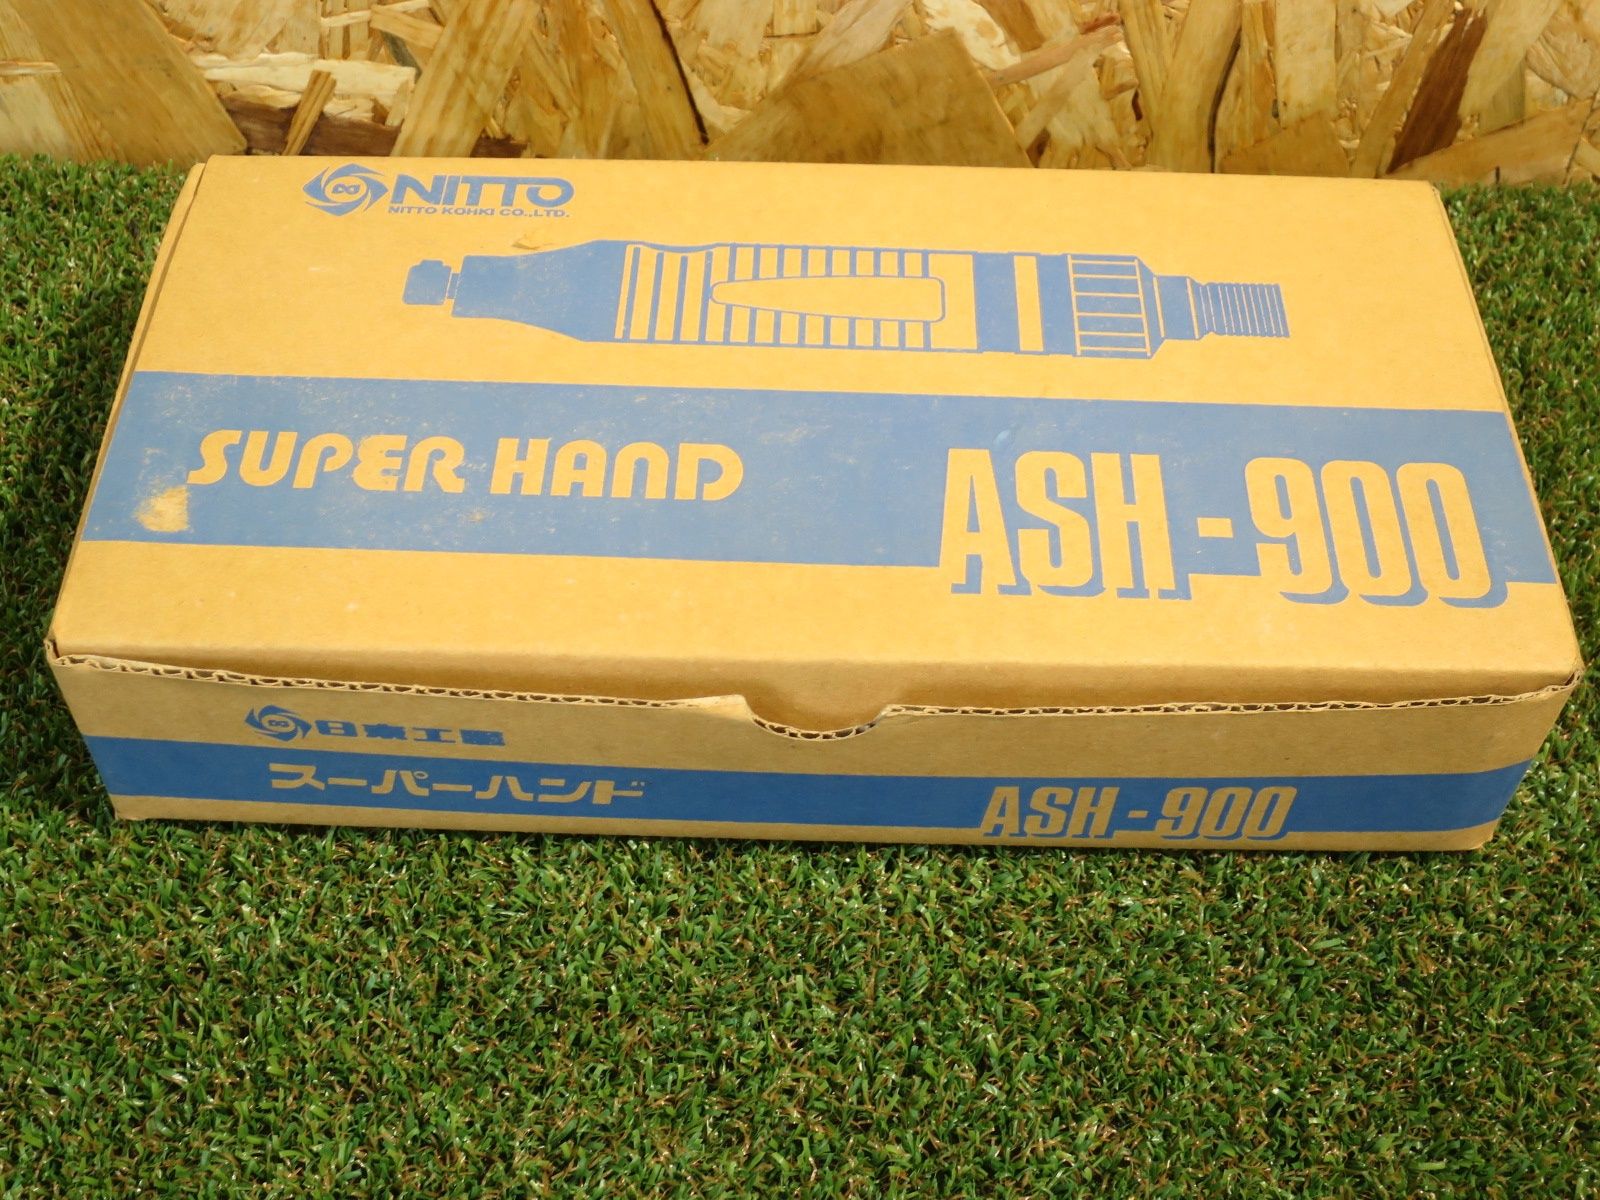 NITTO
NITTO KOHKI CO.,LTD.
SUPER HAND
ASH-900
日東工器
スーパーハンド
ASH-900